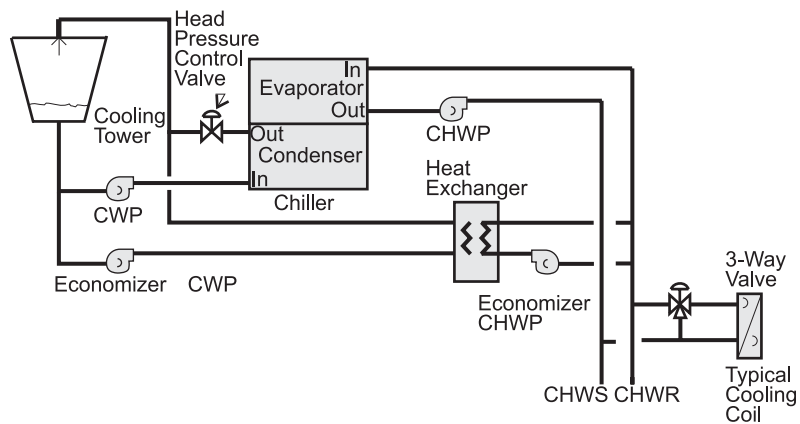 Head
Pressure
Control
Valve
In
Evaporator
Out
Cooling
Tower
Out
Condenser
In
Chiller
CHWP
Heat
Exchanger
CWP
Economizer CWP
Economizer
CHWP
3-Way
Valve
CHWS CHWR
Typical
Cooling
Coil